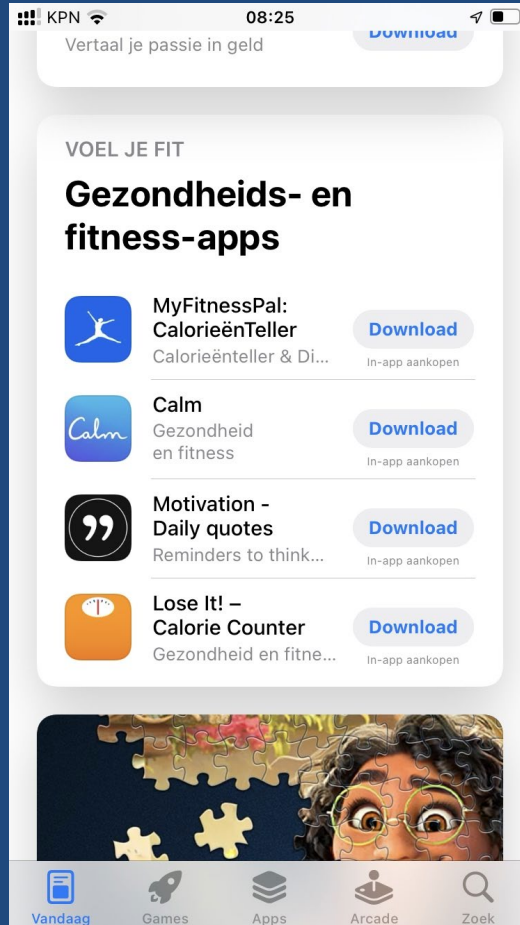 KPN 08:25
Vertaal je passie in geld
Download
VOEL JE FIT
Gezondheids- en
fitness-apps
MyFitnessPal:
CalorieënTeller
Calorieënteller & Di...
Download
In-app aankopen
Calm
Calm
Gezondheid
en fitness
Download
In-app aankopen
Motivation -
Daily quotes
Reminders to think...
Download
In-app aankopen
Lose It! –
Calorie Counter
Gezondheid en fitne...
Download
In-app aankopen
Vandaag Games Apps Arcade Zoek